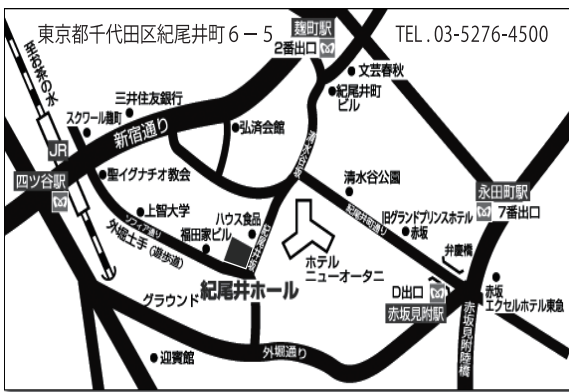 東京都千代田区紀尾井町6－5
TEL.03-5276-4500
麹町駅
2番出口
至お茶の水
文芸春秋
三井住友銀行
紀尾井町
ビル
スクワール麹町
新宿通り
弘済会館
JR
清水谷坂
四ツ谷駅
聖イグナチオ教会
清水谷公園
永田町駅
7番出口
上智大学
ソフィア通り
ハウス食品
紀尾井町通り
旧グランドプリンスホテル
赤坂
外堀土手（遊歩道）
福田家ビル
紀尾井坂
弁慶橋
ホテル
ニューオータニ
紀尾井ホール
グラウンド
D出口
赤坂見附駅
赤坂
エクセルホテル東急
外堀通り
迎賓館
赤坂見附陸橋